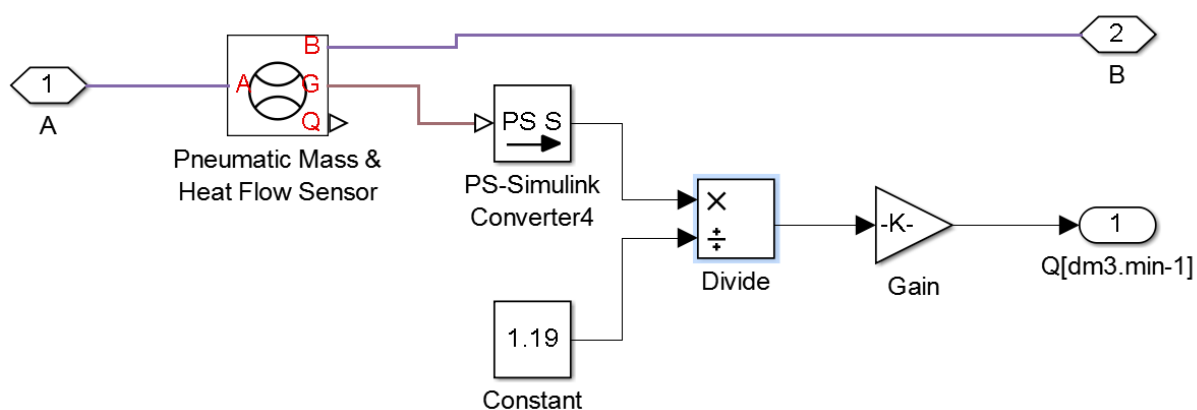 1
A
A
B
G
Q
Pneumatic Mass &
Heat Flow Sensor
PS S
PS-Simulink
Converter4
1.19
Constant
×
÷
Divide
-K-
Gain
2
B
1
Q[dm3.min-1]